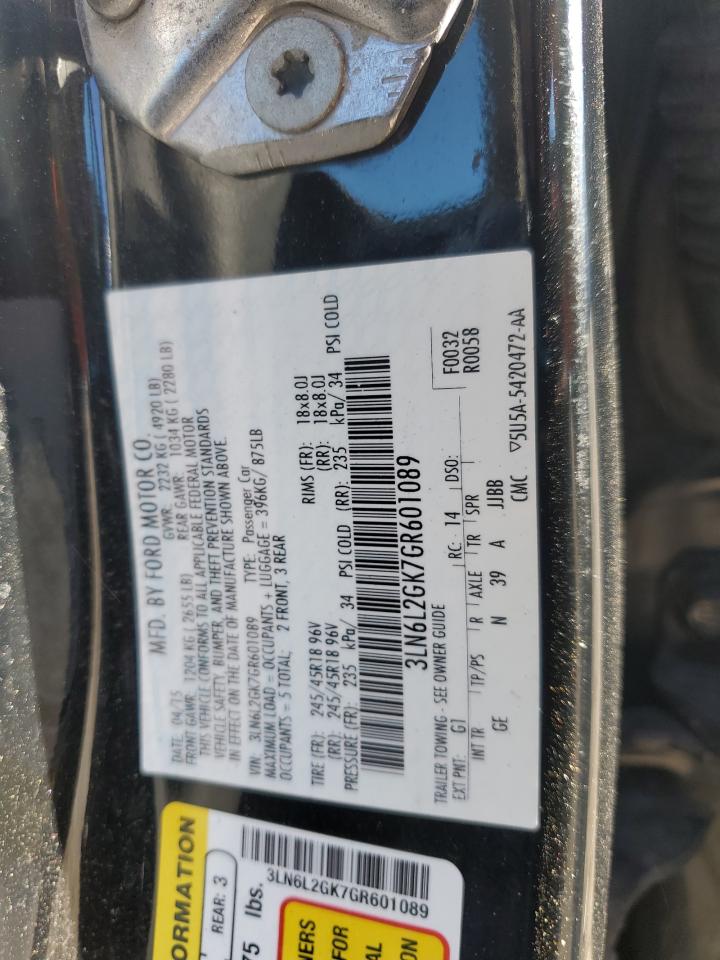 MFD. BY FORD MOTOR CO.
DATE: 04/15 GVWR: 2232 KG ( 4920 LB)
FRONT GAWR: 1204 KG ( 2655 LB) REAR GAWR: 1034 KG ( 2280 LB)
THIS VEHICLE CONFORMS TO ALL APPLICABLE FEDERAL MOTOR
VEHICLE SAFETY, BUMPER, AND THEFT PREVENTION STANDARDS
IN EFFECT ON THE DATE OF MANUFACTURE SHOWN ABOVE.
VIN: 3LN6L2GK7GR601089 TYPE: Passenger Car
MAXIMUM LOAD = OCCUPANTS + LUGGAGE = 396KG/ 875LB
OCCUPANTS = 5 TOTAL; 2 FRONT, 3 REAR
TIRE (FR): 245/45R18 96V RIMS (FR): 18x8.0J
(RR): 245/45R18 96V (RR): 18x8.0J
PRESSURE (FR): 235 kPa/ 34 PSI COLD (RR): 235 kPa/ 34 PSI COLD
3LN6L2GK7GR601089
TRAILER TOWING - SEE OWNER GUIDE
EXT PNT: G1 RC: 14 DSO: F0032
R0058
INT TR TP/PS R AXLE TR SPR
GE N 39 A JJBB
CMC ▽5U5A-5420472-AA
ORMATION
REAR: 3
75 lbs.
3LN6L2GK7GR601089
NERS
FOR
AL
ON